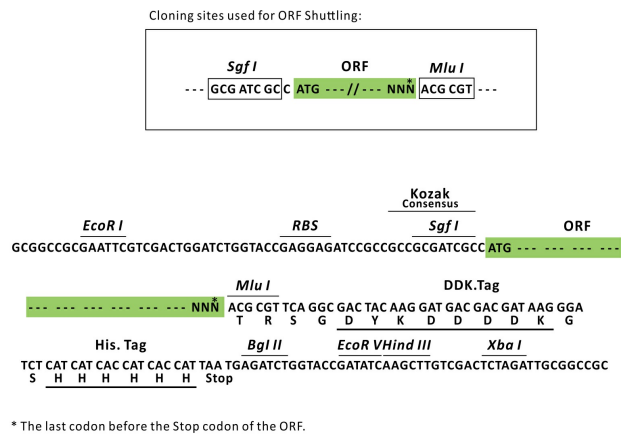 Cloning sites used for ORF Shuttling:
Sgf I ORF Mlu I
--- GCG ATC GC C ATG ---//--- NNN* ACG CGT ---
Kozak
Consensus
EcoR I RBS Sgf I ORF
GCGGCCGCGAATTCGTCGACTGGATCTGGTACCGAGGAGATCCGCCGCCGCGATCGCC ATG --- --- --- ---
Mlu I DDK.Tag
--- --- --- --- --- --- NNN* ACG CGT TCA GGC GAC TAC AAG GAT GAC GAC GAT AAG GGA
T R S G D Y K D D D D K G
His. Tag Bgl II EcoR V Hind III Xba I
TCT CAT CAT CAC CAT CAC CAT TAA TGAGATCTGGTACCGATATCAAGCTTGTCGACTCTAGATTGCGGCCGC
S H H H H H H Stop
* The last codon before the Stop codon of the ORF.